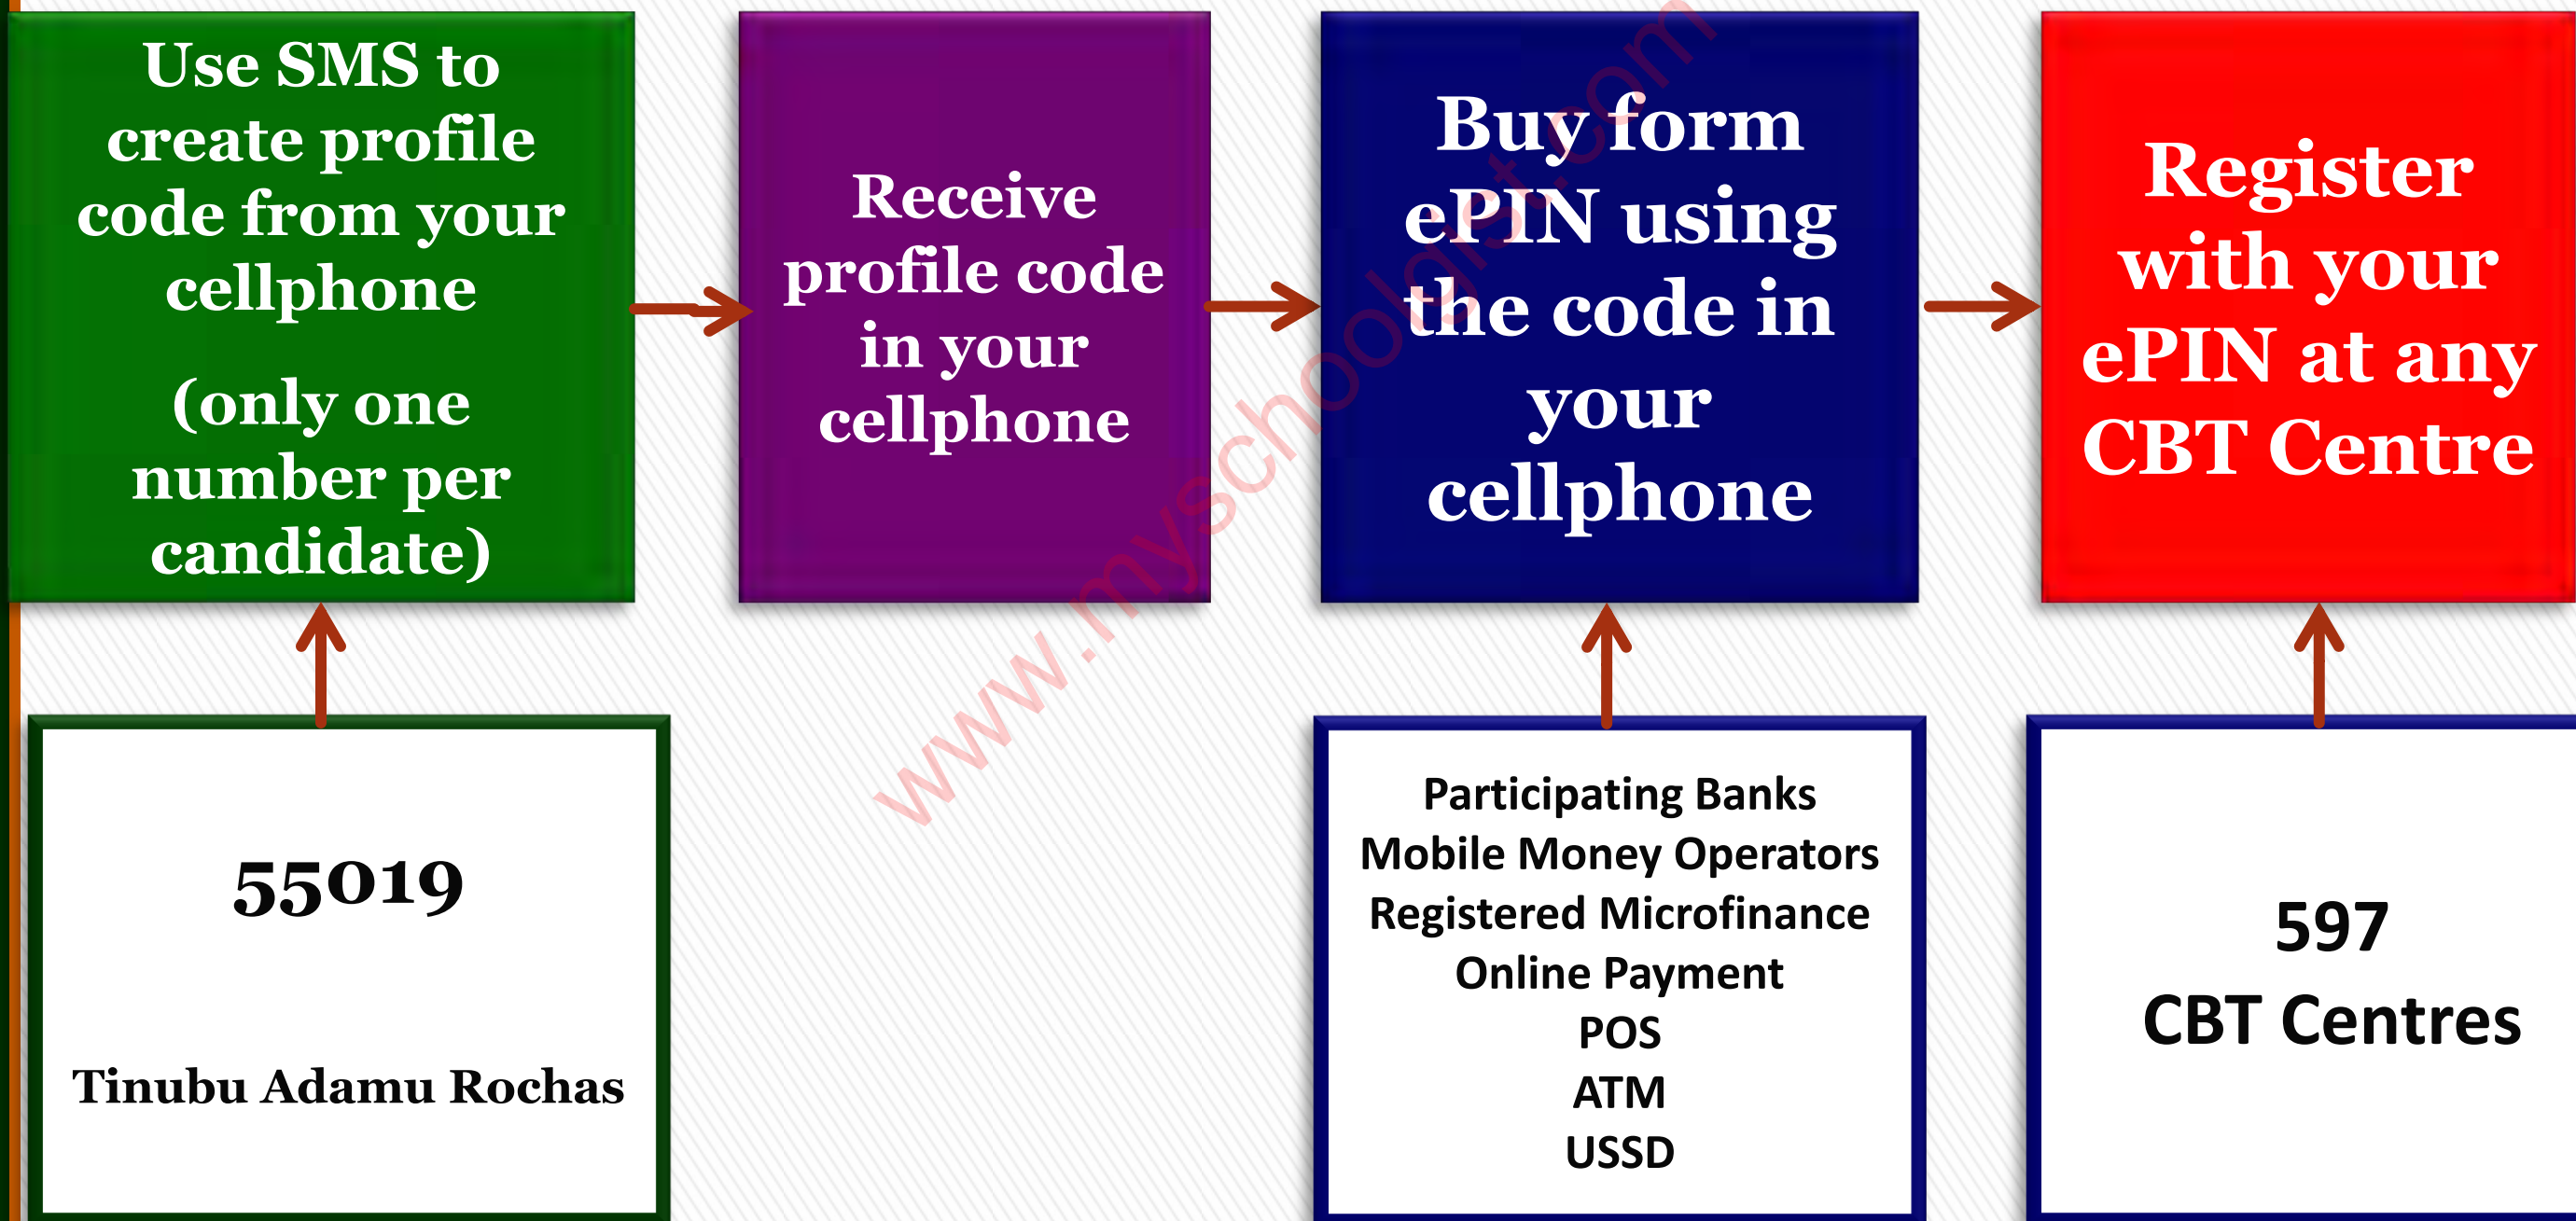 Use SMS to
create profile
code from your
cellphone
(only one
number per
candidate)
Receive
profile code
in your
cellphone
Buy form
ePIN using
the code in
your
cellphone
Register
with your
ePIN at any
CBT Centre
55019
Tinubu Adamu Rochas
Participating Banks
Mobile Money Operators
Registered Microfinance
Online Payment
POS
ATM
USSD
597
CBT Centres
www.myschoolgist.com